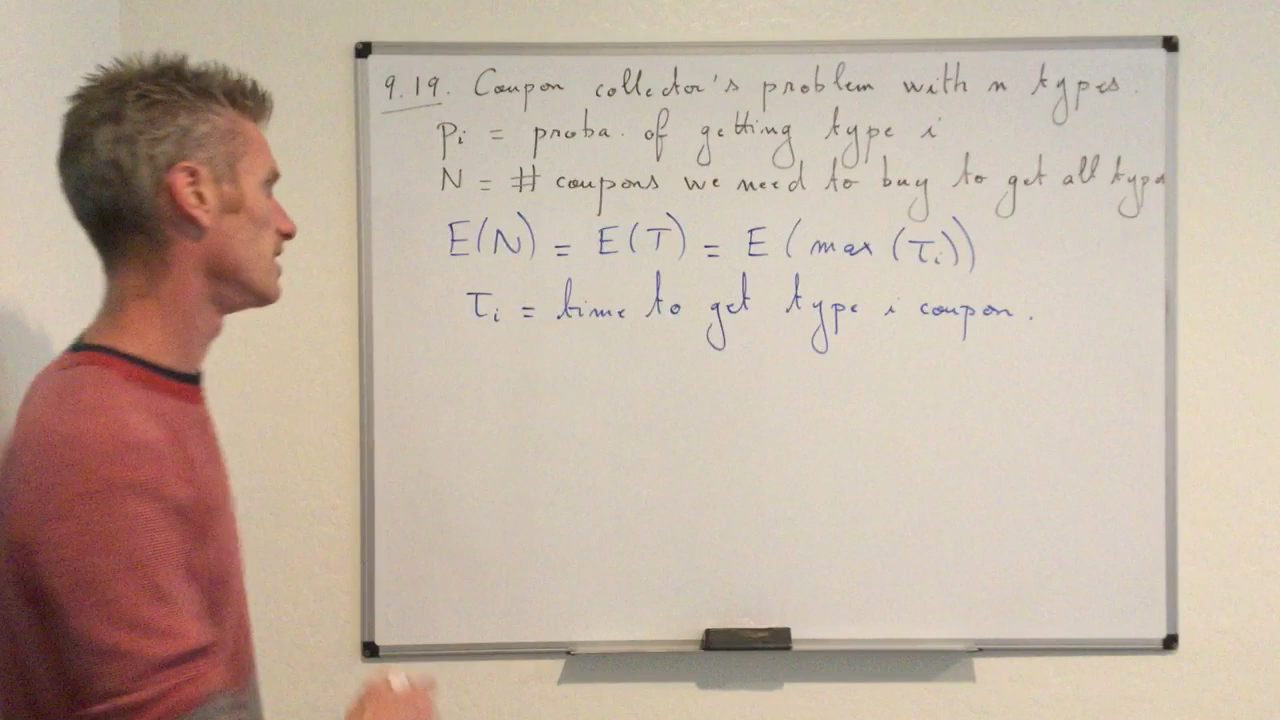 9.19. Coupon collector's problem with n types.
pi = proba. of getting type i
N = # coupons we need to buy to get all type
E(N) = E(T) = E(max(τi))
τi = time to get type i coupon.